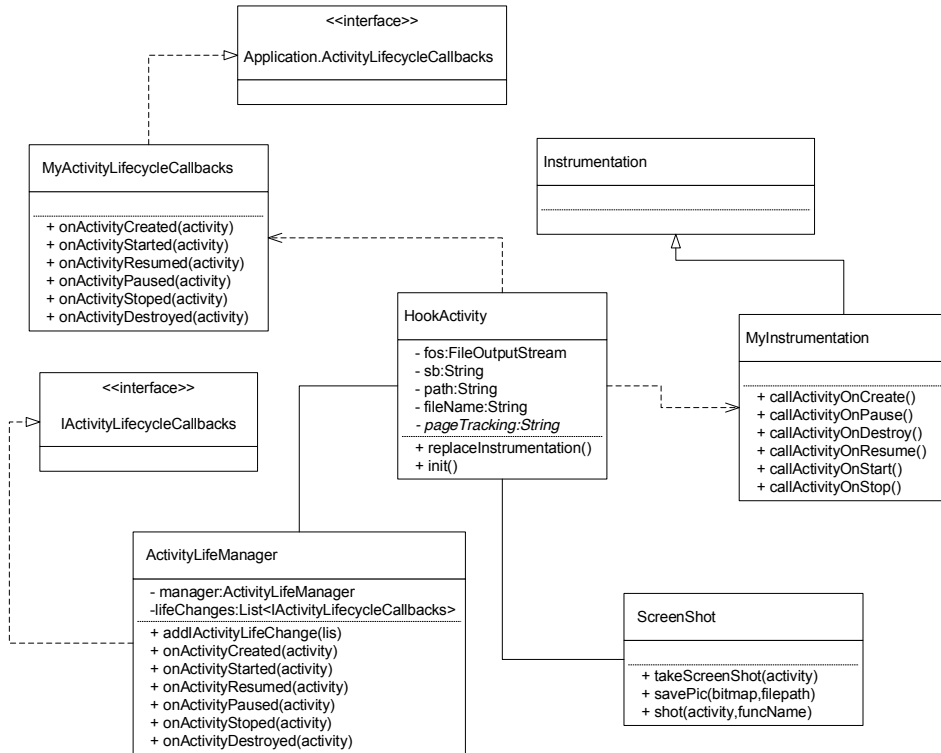 <<interface>>
Application.ActivityLifecycleCallbacks
MyActivityLifecycleCallbacks
+ onActivityCreated(activity)
+ onActivityStarted(activity)
+ onActivityResumed(activity)
+ onActivityPaused(activity)
+ onActivityStoped(activity)
+ onActivityDestroyed(activity)
Instrumentation
HookActivity
- fos:FileOutputStream
- sb:String
- path:String
- fileName:String
- pageTracking:String
+ replaceInstrumentation()
+ init()
MyInstrumentation
+ callActivityOnCreate()
+ callActivityOnPause()
+ callActivityOnDestroy()
+ callActivityOnResume()
+ callActivityOnStart()
+ callActivityOnStop()
<<interface>>
IActivityLifecycleCallbacks
ActivityLifeManager
- manager:ActivityLifeManager
-lifeChanges:List<IActivityLifecycleCallbacks>
+ addIActivityLifeChange(lis)
+ onActivityCreated(activity)
+ onActivityStarted(activity)
+ onActivityResumed(activity)
+ onActivityPaused(activity)
+ onActivityStoped(activity)
+ onActivityDestroyed(activity)
ScreenShot
+ takeScreenShot(activity)
+ savePic(bitmap,filepath)
+ shot(activity,funcName)